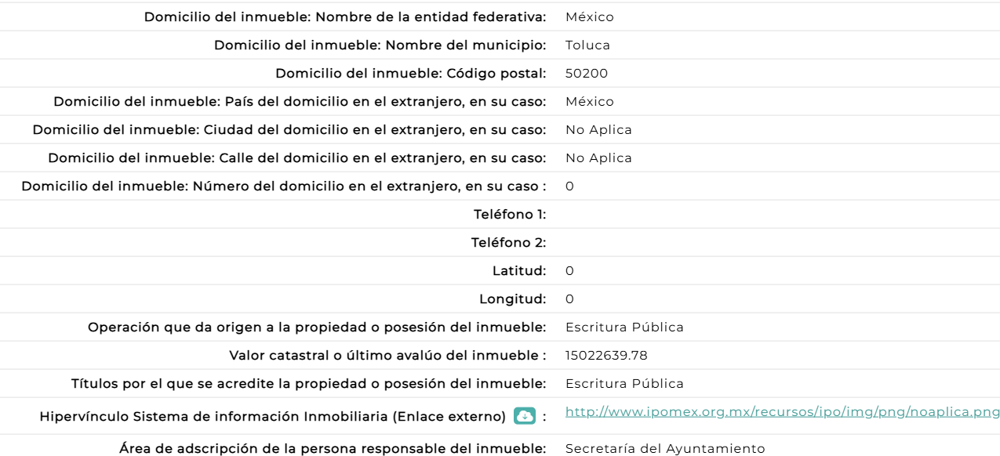 Domicilio del inmueble: Nombre de la entidad federativa: México
Domicilio del inmueble: Nombre del municipio: Toluca
Domicilio del inmueble: Código postal: 50200
Domicilio del inmueble: País del domicilio en el extranjero, en su caso: México
Domicilio del inmueble: Ciudad del domicilio en el extranjero, en su caso: No Aplica
Domicilio del inmueble: Calle del domicilio en el extranjero, en su caso: No Aplica
Domicilio del inmueble: Número del domicilio en el extranjero, en su caso : 0
Teléfono 1:
Teléfono 2:
Latitud: 0
Longitud: 0
Operación que da origen a la propiedad o posesión del inmueble: Escritura Pública
Valor catastral o último avalúo del inmueble : 15022639.78
Títulos por el que se acredite la propiedad o posesión del inmueble: Escritura Pública
Hipervínculo Sistema de información Inmobiliaria (Enlace externo) : http://www.ipomex.org.mx/recursos/ipo/img/png/noaplica.png
Área de adscripción de la persona responsable del inmueble: Secretaría del Ayuntamiento